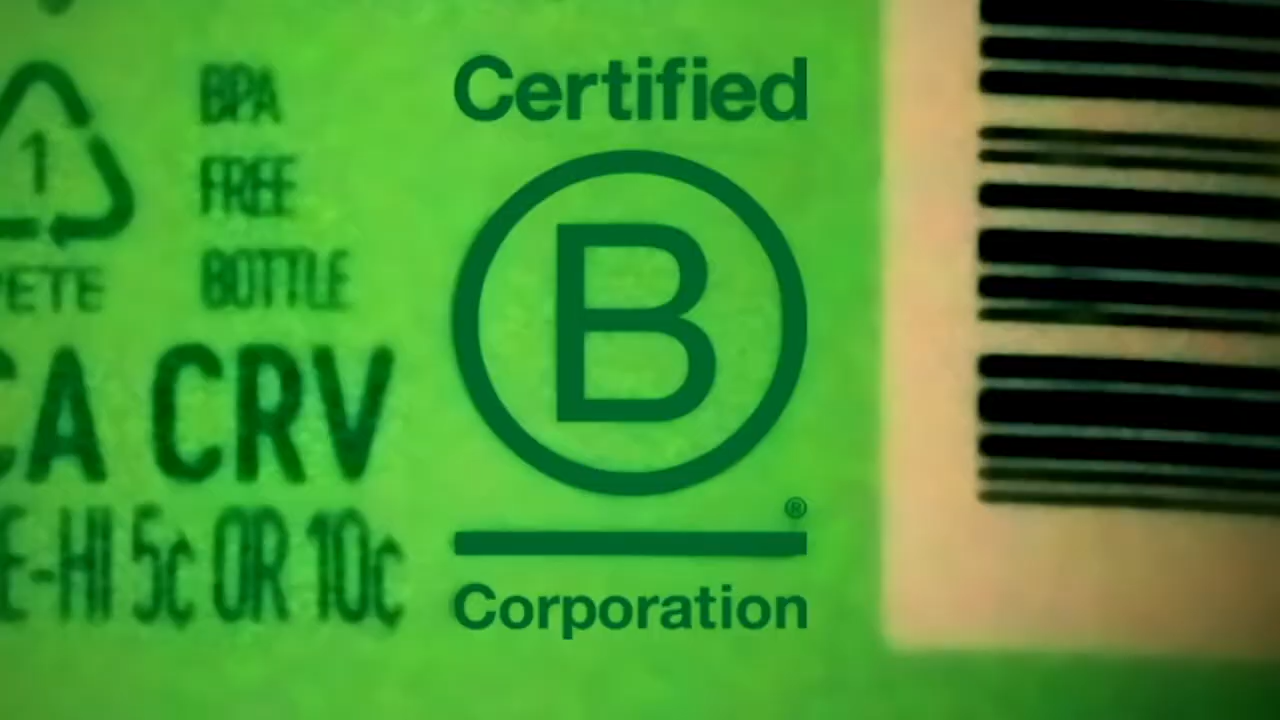 1
PETE
BPA
FREE
BOTTLE
CA CRV
E-HI 5¢ OR 10¢
Certified
B
®
Corporation